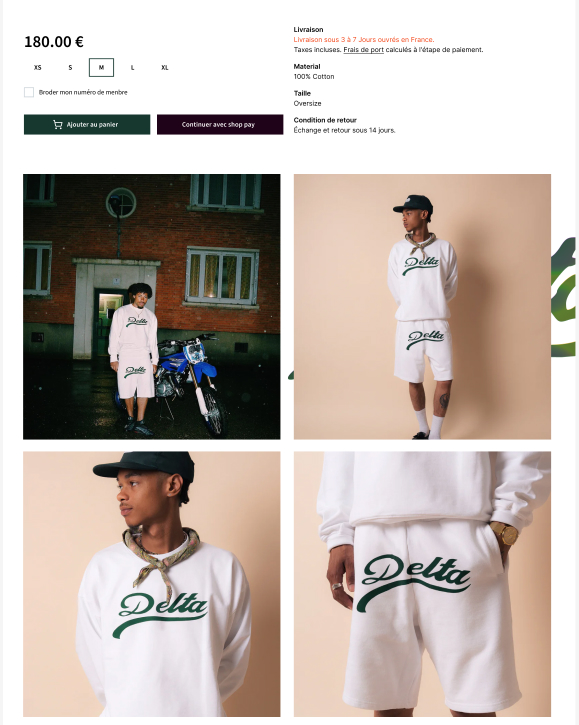 180.00 €
XS S M L XL
Broder mon numéro de menbre
Ajouter au panier
Continuer avec shop pay
Livraison
Livraison sous 3 à 7 Jours ouvrés en France.
Taxes incluses. Frais de port calculés à l'étape de paiement.
Material
100% Cotton
Taille
Oversize
Condition de retour
Échange et retour sous 14 jours.
Delta
Delta
Delta
Delta
Delta
Delta